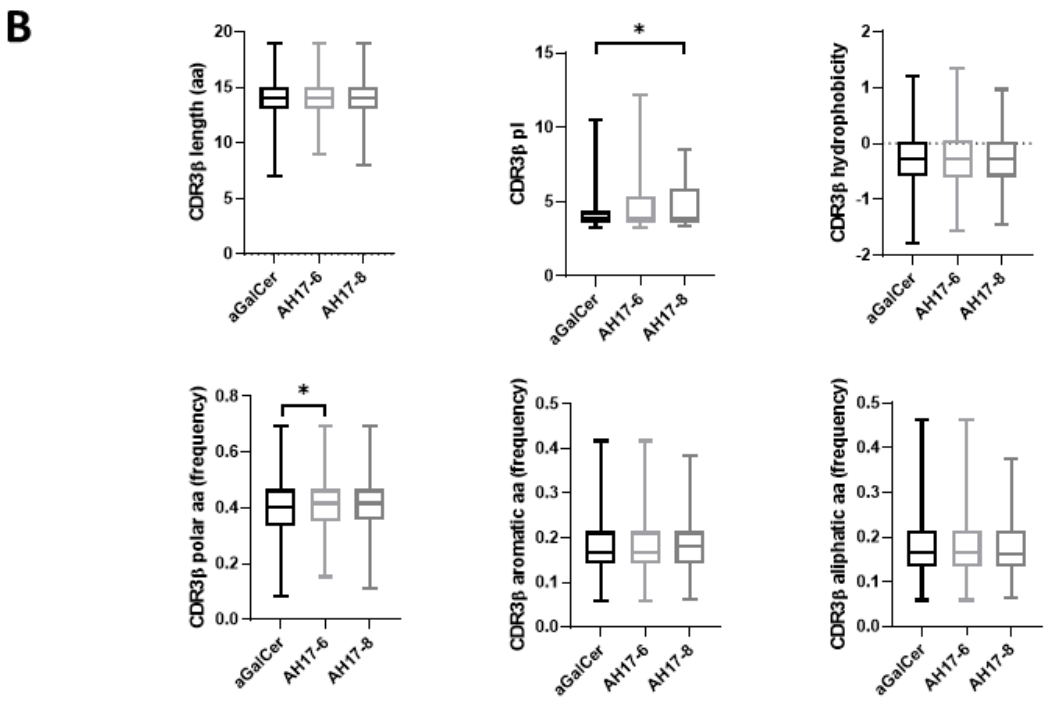 B
CDR3β length (aa)
20
15
10
5
0
aGalCer
AH17-6
AH17-8
CDR3β pI
15
10
5
0
*
aGalCer
AH17-6
AH17-8
CDR3β hydrophobicity
2
1
0
-1
-2
aGalCer
AH17-6
AH17-8
CDR3β polar aa (frequency)
0.8
0.6
0.4
0.2
0.0
*
aGalCer
AH17-6
AH17-8
CDR3β aromatic aa (frequency)
0.5
0.4
0.3
0.2
0.1
0.0
aGalCer
AH17-6
AH17-8
CDR3β aliphatic aa (frequency)
0.5
0.4
0.3
0.2
0.1
0.0
aGalCer
AH17-6
AH17-8